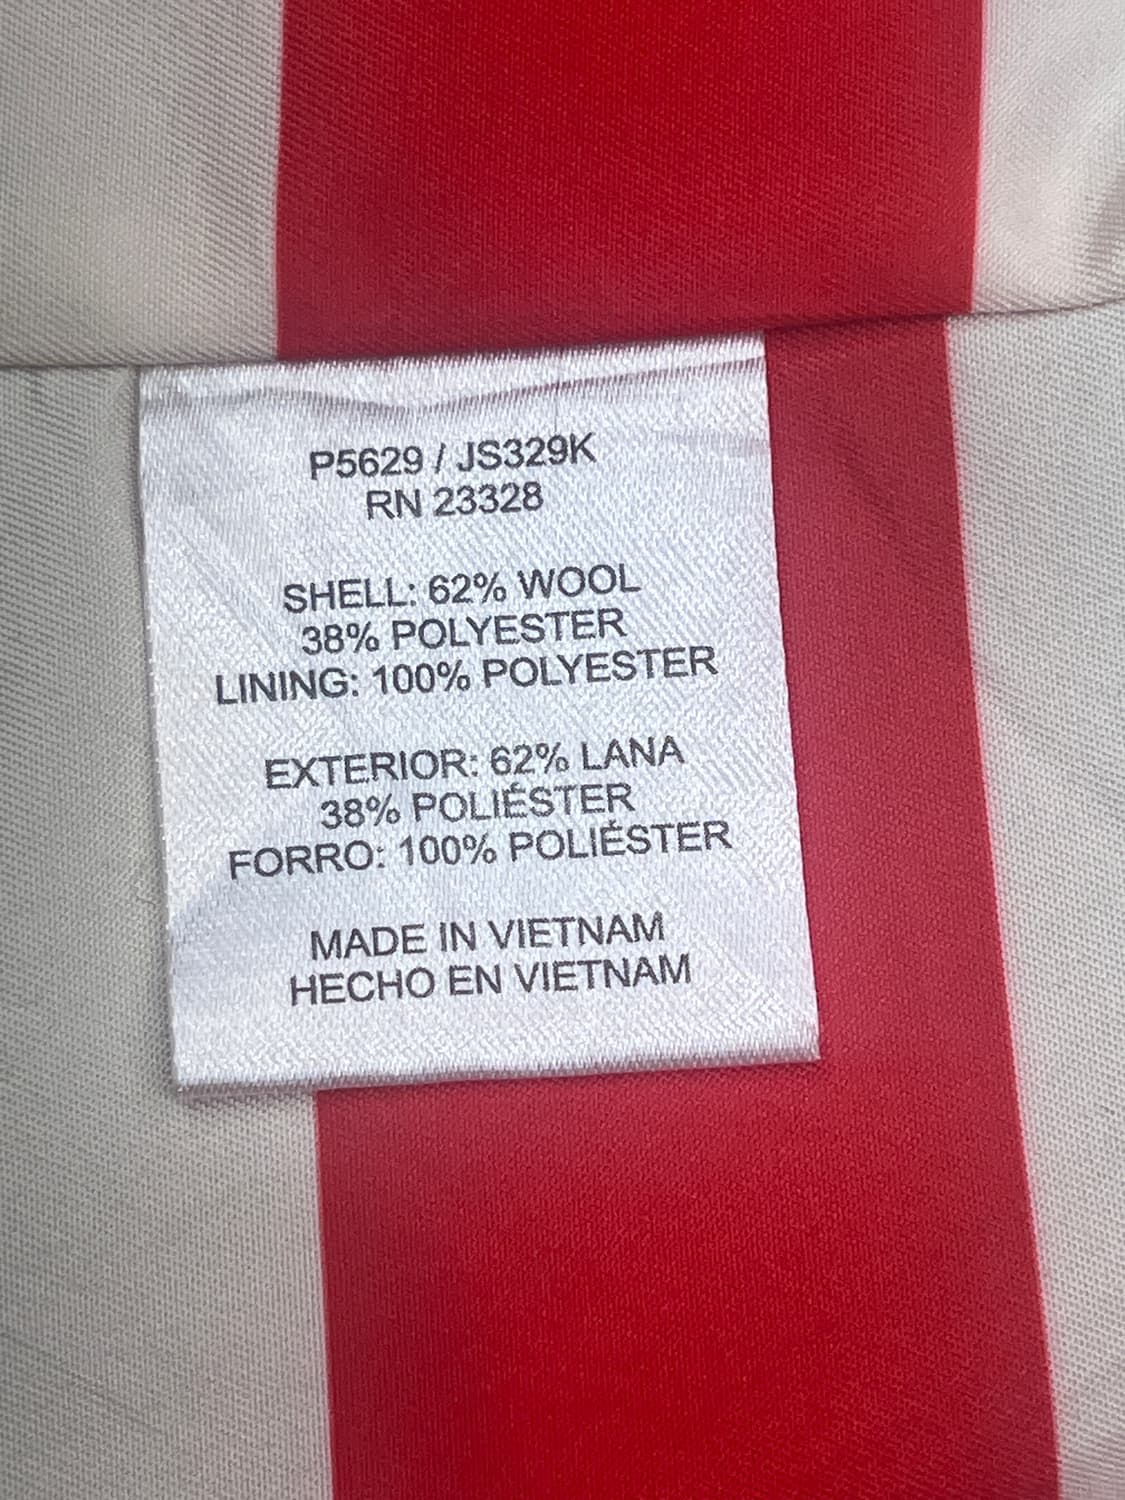 P5629 / JS329K
RN 23328
SHELL: 62% WOOL
38% POLYESTER
LINING: 100% POLYESTER
EXTERIOR: 62% LANA
38% POLIÉSTER
FORRO: 100% POLIÉSTER
MADE IN VIETNAM
HECHO EN VIETNAM